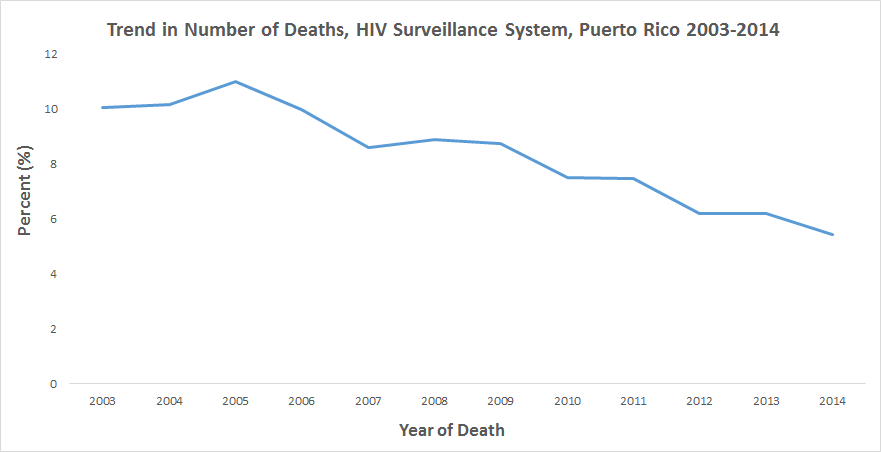 Trend in Number of Deaths, HIV Surveillance System, Puerto Rico 2003-2014
12
10
8
6
4
2
0
Percent (%)
2003 2004 2005 2006 2007 2008 2009 2010 2011 2012 2013 2014
Year of Death